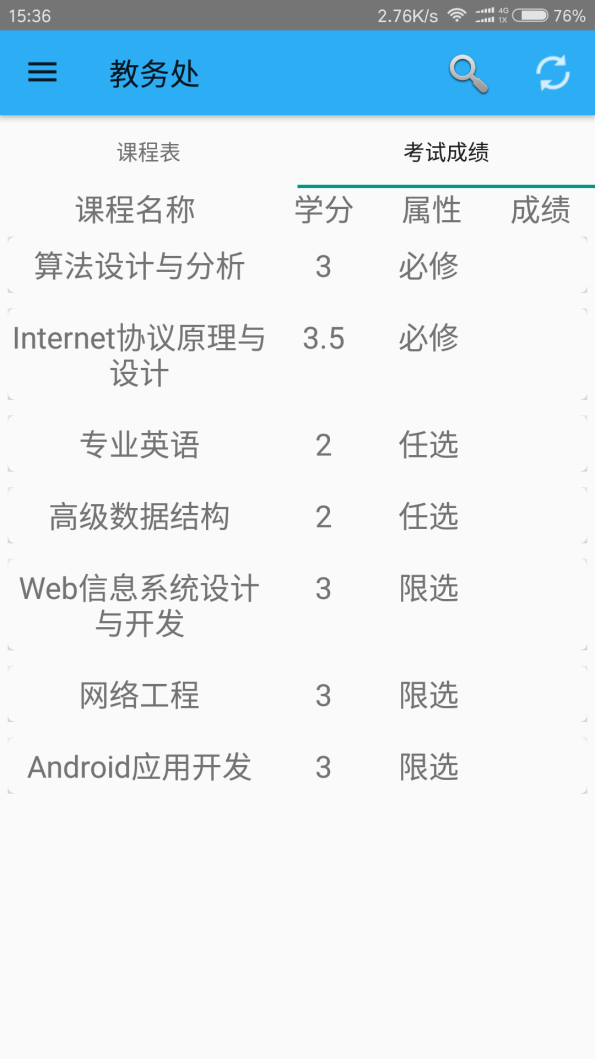 15:36 2.76K/s 4G 1X 76%
教务处
课程表 考试成绩
课程名称 学分 属性 成绩
算法设计与分析 3 必修
Internet协议原理与 3.5 必修
设计
专业英语 2 任选
高级数据结构 2 任选
Web信息系统设计 3 限选
与开发
网络工程 3 限选
Android应用开发 3 限选